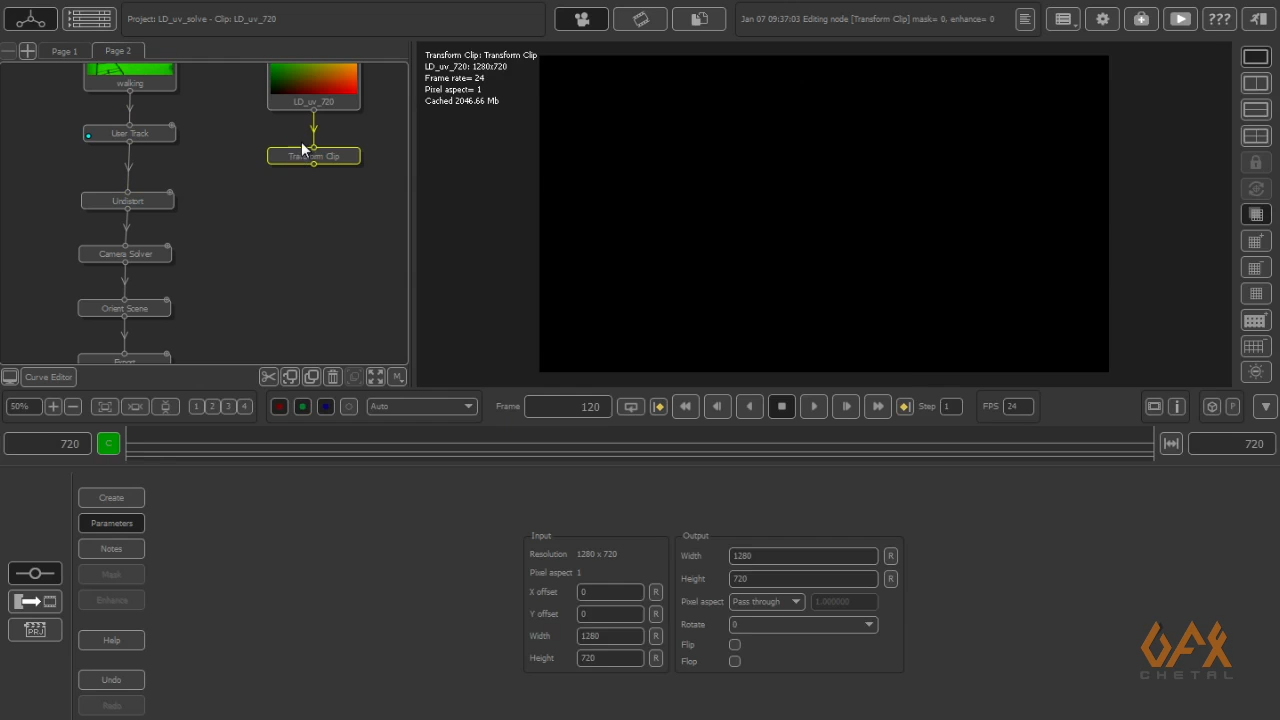 Project: LD_uv_solve - Clip: LD_uv_720
Jan 07 09:37:03 Editing node [Transform Clip] mask= 0, enhance= 0
???
Page 1
Page 2
walking
User Track
Undistort
Camera Solver
Orient Scene
Export
LD_uv_720
Transform Clip
Transform Clip: Transform Clip
LD_uv_720: 1280x720
Frame rate= 24
Pixel aspect= 1
Cached 2046.66 Mb
Curve Editor
M
50%
1
2
3
4
Auto
Frame
120
Step
1
FPS
24
P
720
C
720
Create
Parameters
Notes
Mask
Enhance
Help
Undo
Redo
PRJ
Input
Resolution 1280 x 720
Pixel aspect 1
X offset 0 R
Y offset 0 R
Width 1280 R
Height 720 R
Output
Width 1280 R
Height 720 R
Pixel aspect Pass through 1.000000
Rotate 0
Flip
Flop
GFX
CHETAL